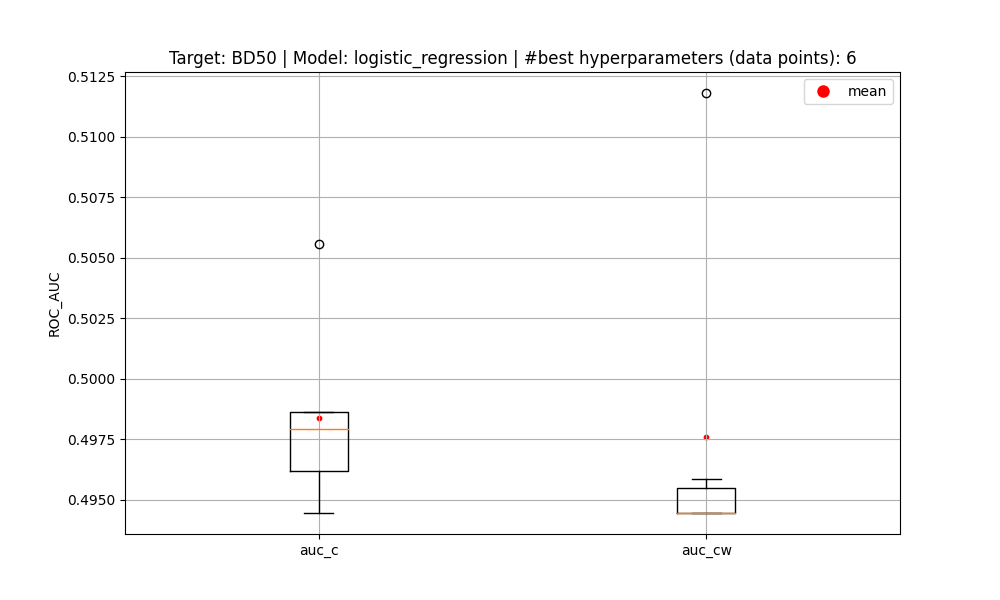 Target: BD50 | Model: logistic_regression | #best hyperparameters (data points): 6
mean
0.5125
0.5100
0.5075
0.5050
0.5025
0.5000
0.4975
0.4950
ROC_AUC
auc_c
auc_cw